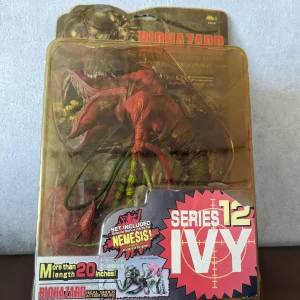 BIOHAZARD
SET INCLUDED
NEMESIS!
SERIES 12
IVY
More than
length 20 inches!
BIOHAZARD